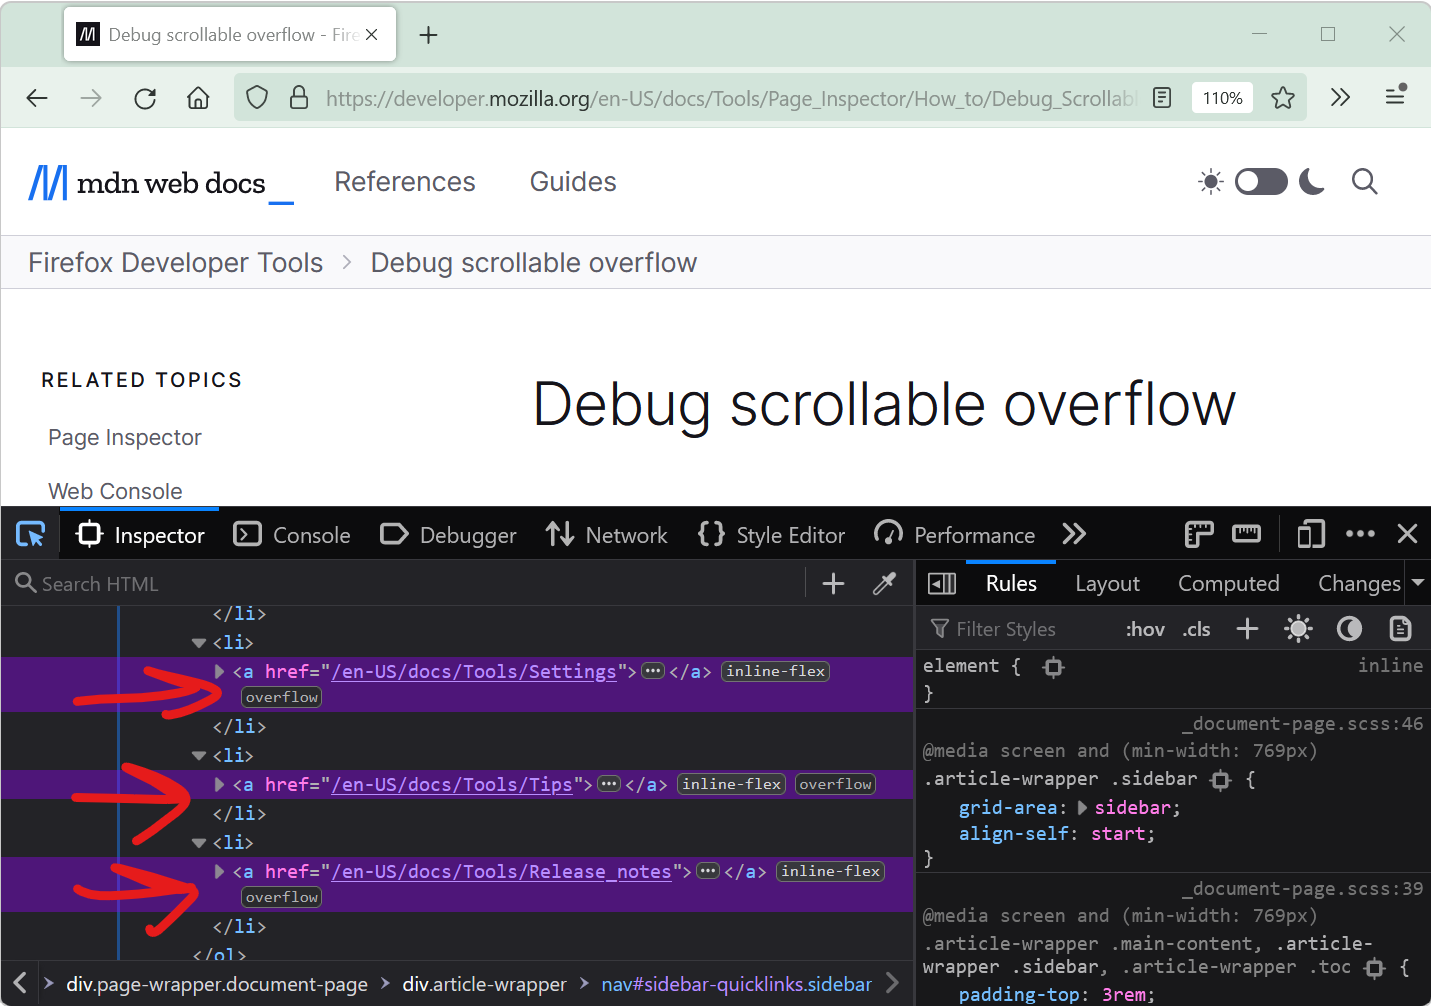 Debug scrollable overflow - Fire
https://developer.mozilla.org/en-US/docs/Tools/Page_Inspector/How_to/Debug_Scrollab
110%
mdn web docs_
References
Guides
Firefox Developer Tools > Debug scrollable overflow
RELATED TOPICS
Debug scrollable overflow
Page Inspector
Web Console
Inspector
Console
Debugger
Network
{} Style Editor
Performance
Search HTML
</li>
<li>
<a href="/en-US/docs/Tools/Settings">…</a> inline-flex
overflow
</li>
<li>
<a href="/en-US/docs/Tools/Tips">…</a> inline-flex overflow
</li>
<li>
<a href="/en-US/docs/Tools/Release_notes">…</a> inline-flex
overflow
</li>
</ol>
div.page-wrapper.document-page > div.article-wrapper > nav#sidebar-quicklinks.sidebar
Rules
Layout
Computed
Changes
Filter Styles
:hov .cls
element { inline
}
_document-page.scss:46
@media screen and (min-width: 769px)
.article-wrapper .sidebar {
grid-area: sidebar;
align-self: start;
}
_document-page.scss:39
@media screen and (min-width: 769px)
.article-wrapper .main-content, .article-
wrapper .sidebar, .article-wrapper .toc {
padding-top: 3rem;